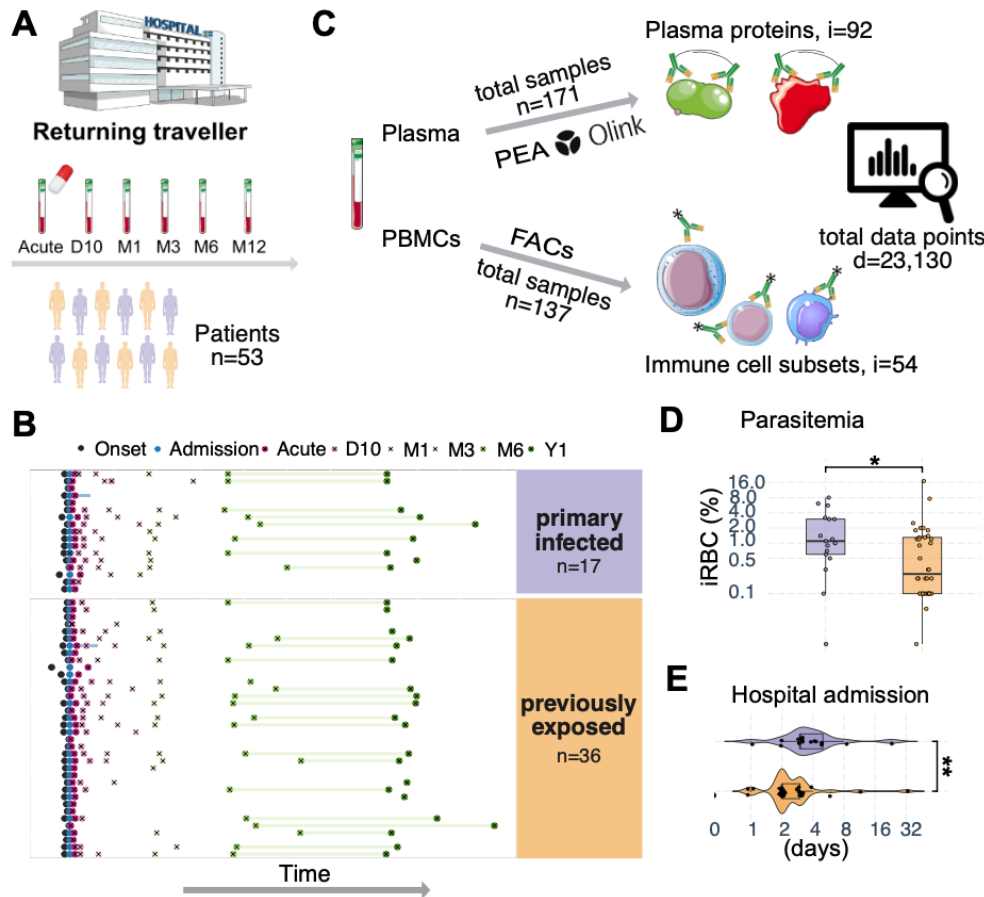 A
HOSPITAL
Returning traveller
Acute D10 M1 M3 M6 M12
Patients
n=53
C
Plasma
total samples
n=171
PEA Olink
Plasma proteins, i=92
PBMCs
FACs
total samples
n=137
Immune cell subsets, i=54
total data points
d=23,130
B
Onset Admission Acute D10 M1 M3 M6 Y1
primary
infected
n=17
previously
exposed
n=36
Time
D Parasitemia
*
iRBC (%)
16.0
8.0
4.0
2.0
1.0
0.5
0.1
E Hospital admission
**
0 1 2 4 8 16 32
(days)